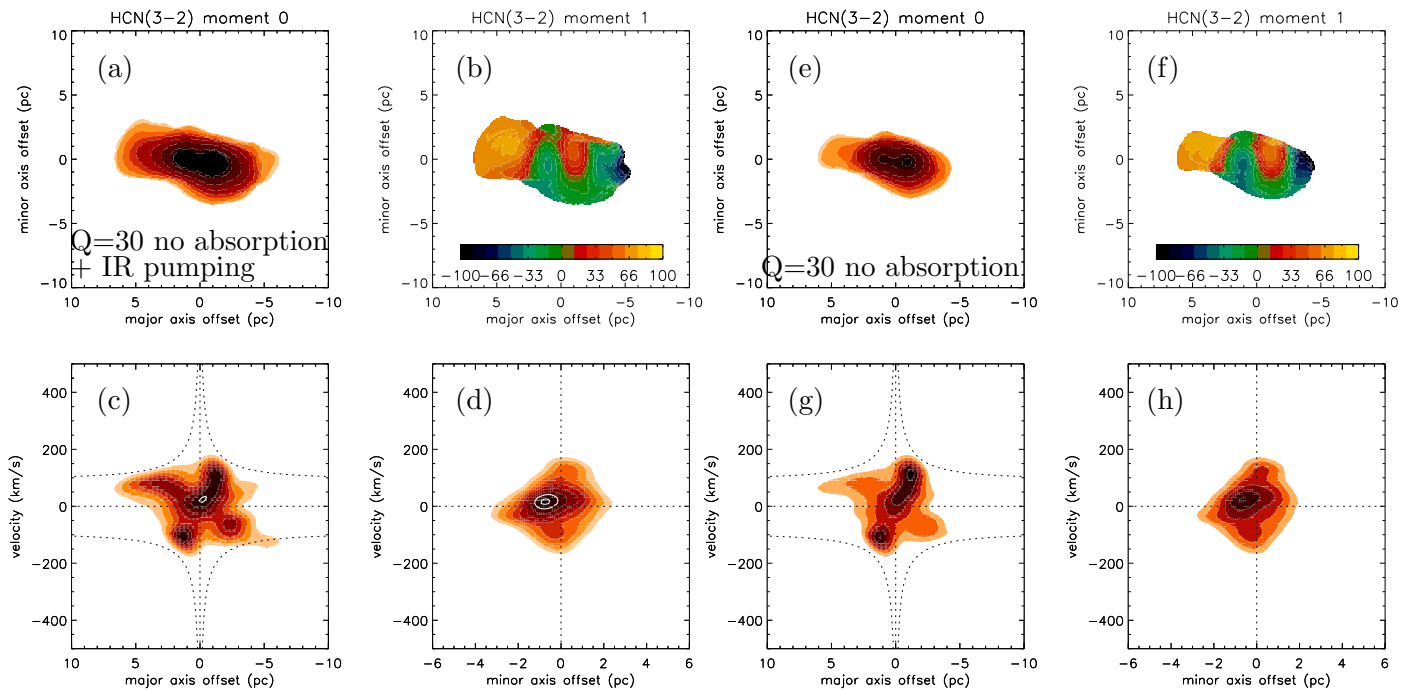 HCN(3-2) moment 0 HCN(3-2) moment 1 HCN(3-2) moment 0 HCN(3-2) moment 1
(a) (b) (e) (f)
10 5 0 -5 -10
minor axis offset (pc)
Q=30 no absorption
+ IR pumping
10 5 0 -5 -10
major axis offset (pc)
10 5 0 -5 -10
minor axis offset (pc)
-100 -66 -33 0 33 66 100
10 5 0 -5 -10
major axis offset (pc)
10 5 0 -5 -10
minor axis offset (pc)
Q=30 no absorption
10 5 0 -5 -10
major axis offset (pc)
10 5 0 -5 -10
minor axis offset (pc)
-100 -66 -33 0 33 66 100
10 5 0 -5 -10
major axis offset (pc)
(c) (d) (g) (h)
400 200 0 -200 -400
velocity (km/s)
10 5 0 -5 -10
major axis offset (pc)
400 200 0 -200 -400
velocity (km/s)
-6 -4 -2 0 2 4 6
minor axis offset (pc)
400 200 0 -200 -400
velocity (km/s)
10 5 0 -5 -10
major axis offset (pc)
400 200 0 -200 -400
velocity (km/s)
-6 -4 -2 0 2 4 6
minor axis offset (pc)